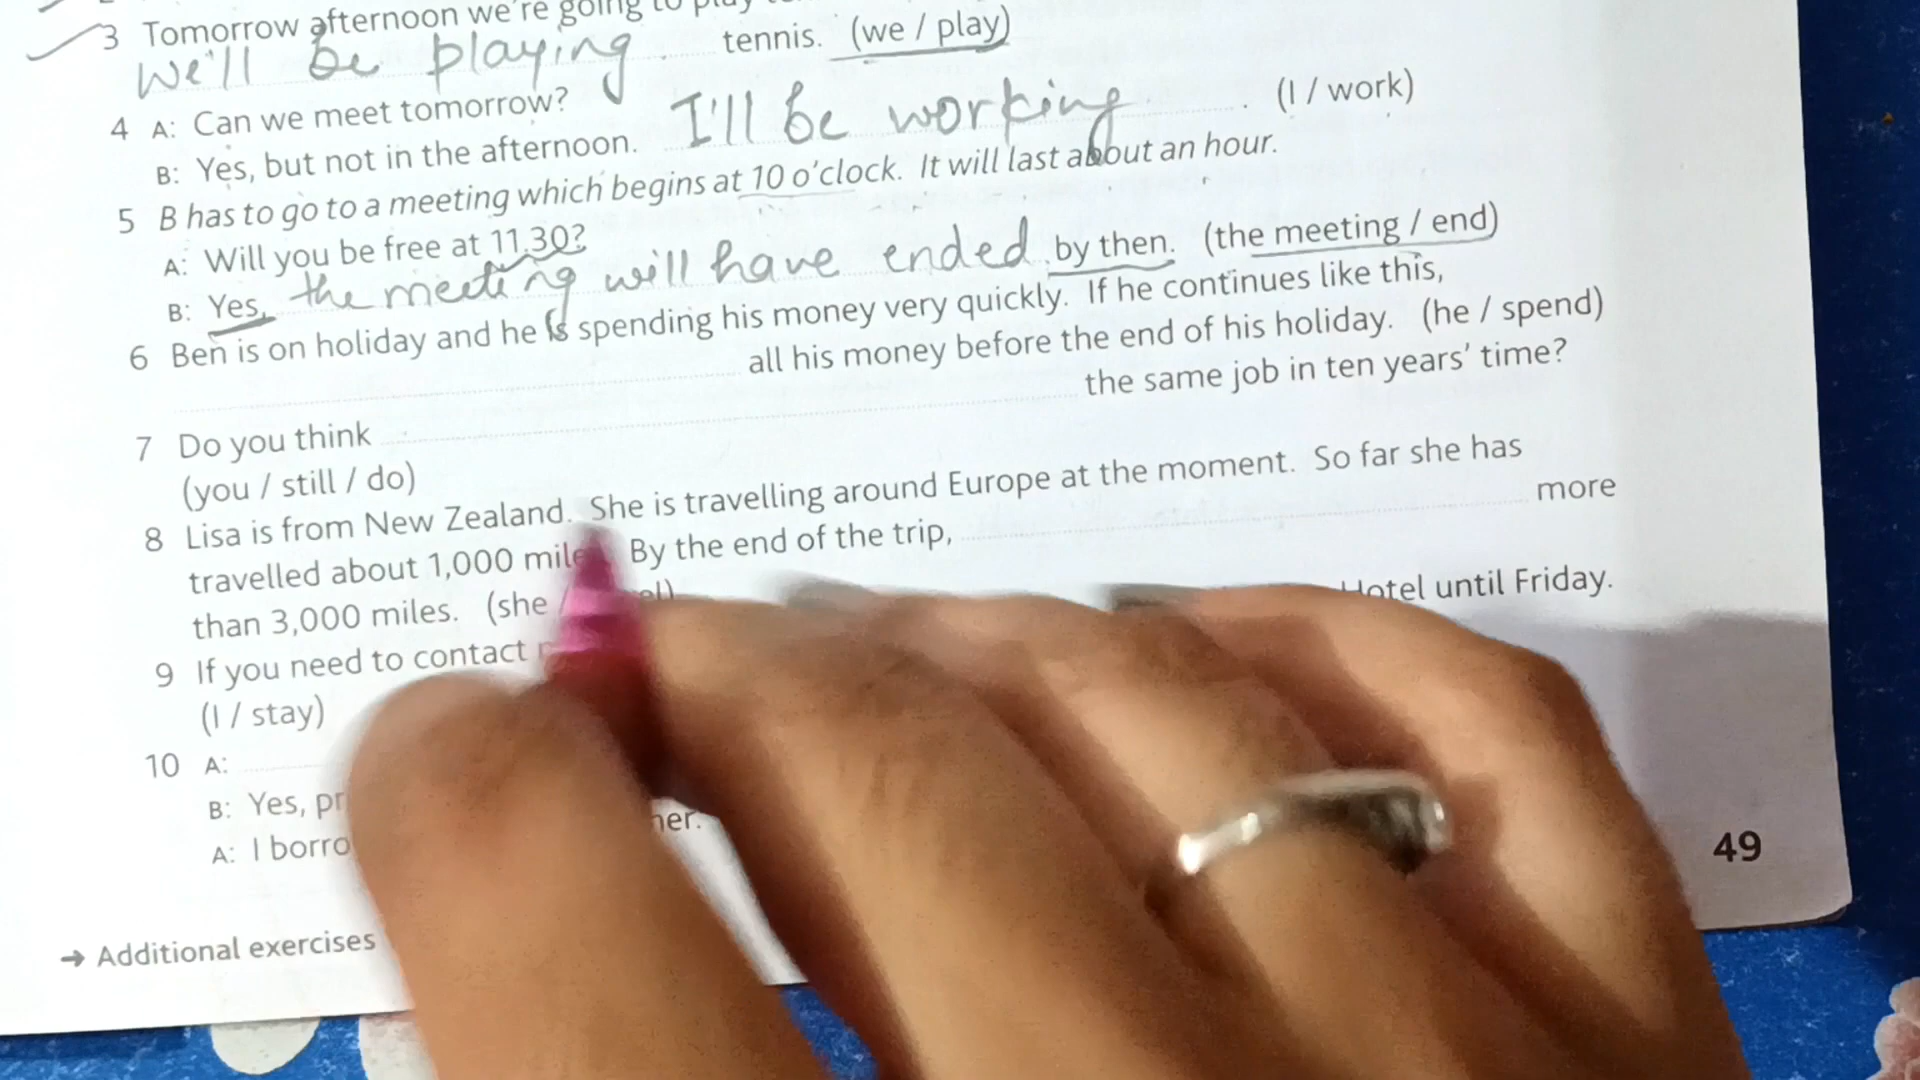 3 Tomorrow afternoon we're going to play
We'll be playing tennis. (we / play)
4 A: Can we meet tomorrow?
B: Yes, but not in the afternoon. I'll be working. (I / work)
5 B has to go to a meeting which begins at 10 o'clock. It will last about an hour.
A: Will you be free at 11.30?
B: Yes, the meeting will have ended by then. (the meeting / end)
6 Ben is on holiday and he is spending his money very quickly. If he continues like this,
all his money before the end of his holiday. (he / spend)
7 Do you think the same job in ten years' time?
(you / still / do)
8 Lisa is from New Zealand. She is travelling around Europe at the moment. So far she has
travelled about 1,000 By the end of the trip, more
than 3,000 miles. (she /
9 If you need to contact Hotel until Friday.
(I / stay)
10 A:
B: Yes,
A: I
→ Additional exercises
49